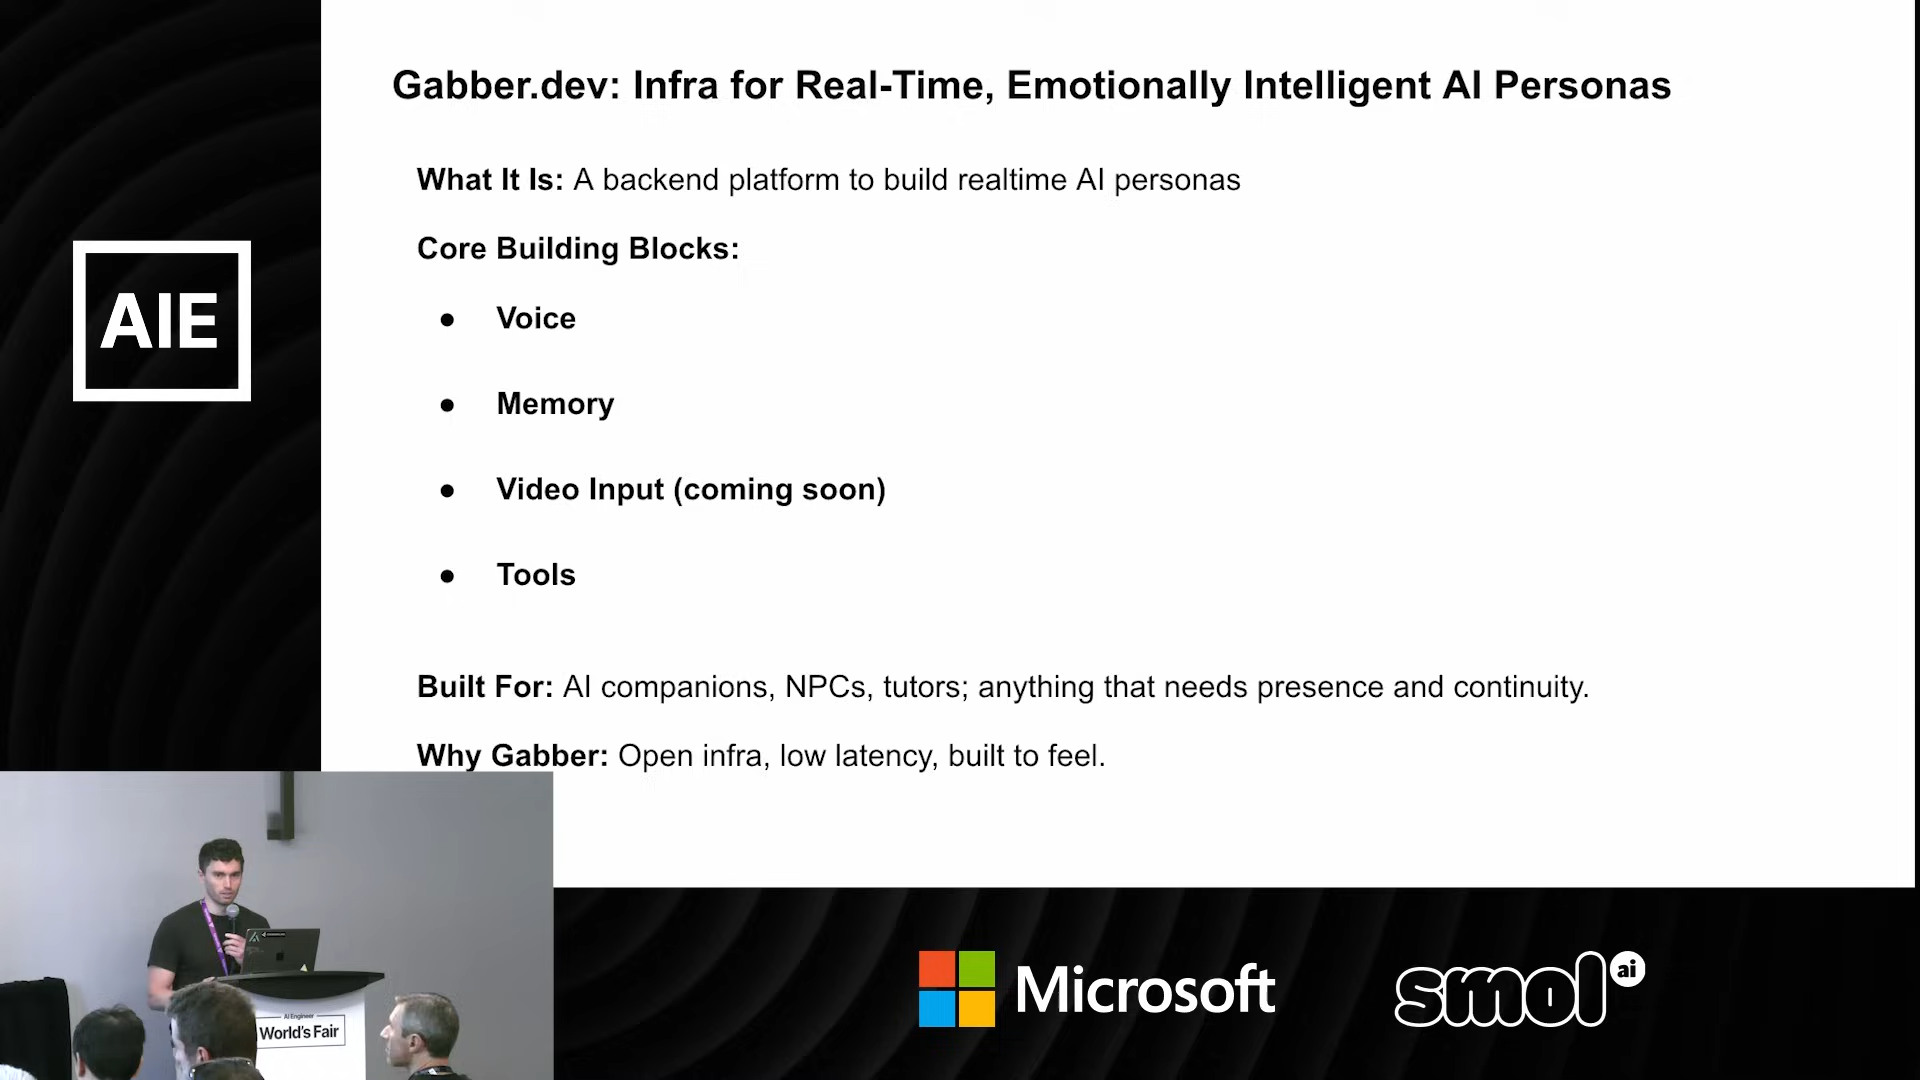 Gabber.dev: Infra for Real-Time, Emotionally Intelligent AI Personas
What It Is: A backend platform to build realtime AI personas
Core Building Blocks:
● Voice
● Memory
● Video Input (coming soon)
● Tools
Built For: AI companions, NPCs, tutors; anything that needs presence and continuity.
Why Gabber: Open infra, low latency, built to feel.
AIE
AI Engineer
World's Fair
Microsoft
smol ai